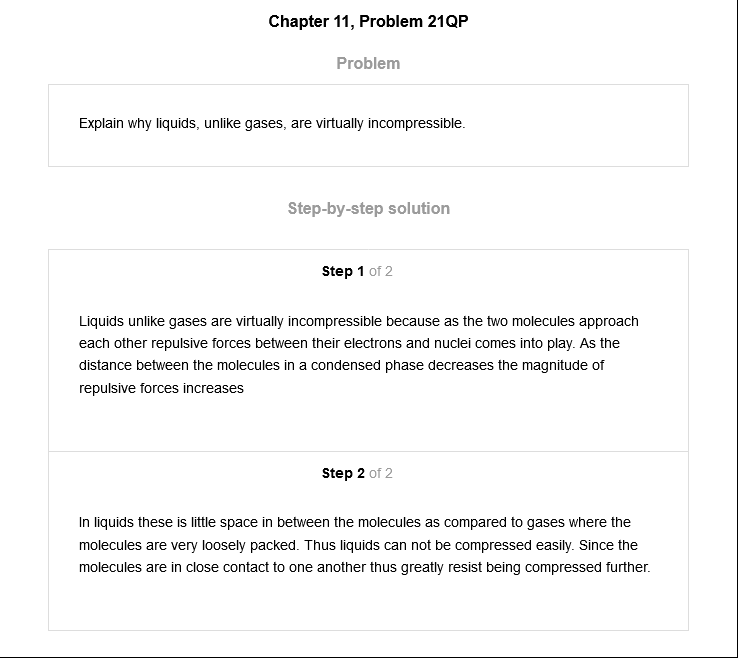 Chapter 11, Problem 21QP
Problem
Explain why liquids, unlike gases, are virtually incompressible.
Step-by-step solution
Step 1 of 2
Liquids unlike gases are virtually incompressible because as the two molecules approach
each other repulsive forces between their electrons and nuclei comes into play. As the
distance between the molecules in a condensed phase decreases the magnitude of
repulsive forces increases
Step 2 of 2
In liquids these is little space in between the molecules as compared to gases where the
molecules are very loosely packed. Thus liquids can not be compressed easily. Since the
molecules are in close contact to one another thus greatly resist being compressed further.